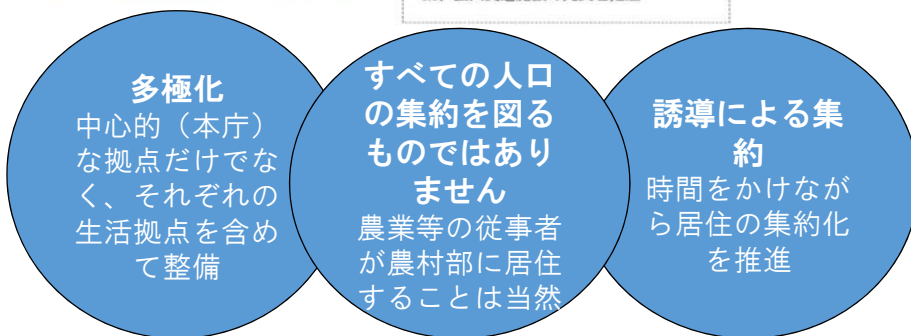 多極化
中心的（本庁）
な拠点だけでな
く、それぞれの
生活拠点を含め
て整備
すべての人口
の集約を図る
ものではあり
ません
農業等の従事者
が農村部に居住
することは当然
誘導による集
約
時間をかけなが
ら居住の集約化
を推進